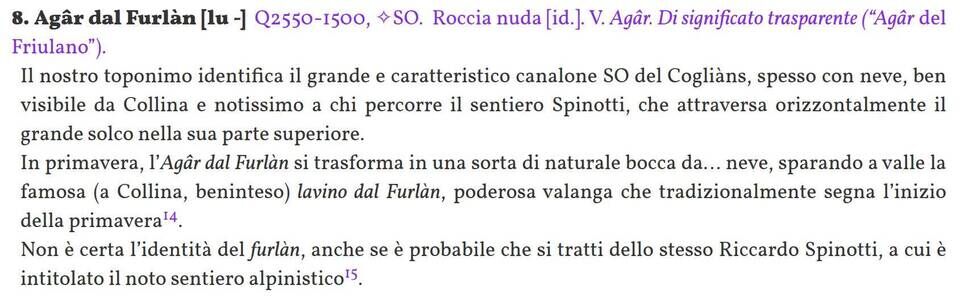 8. Agâr dal Furlàn [lu -] Q2550-1500, ✧SO. Roccia nuda [id.]. V. Agâr. Di significato trasparente (“Agâr del
Friulano”).
Il nostro toponimo identifica il grande e caratteristico canalone SO del Cogliàns, spesso con neve, ben
visibile da Collina e notissimo a chi percorre il sentiero Spinotti, che attraversa orizzontalmente il
grande solco nella sua parte superiore.
In primavera, l’Agâr dal Furlàn si trasforma in una sorta di naturale bocca da… neve, sparando a valle la
famosa (a Collina, beninteso) lavino dal Furlàn, poderosa valanga che tradizionalmente segna l’inizio
della primavera14.
Non è certa l’identità del furlàn, anche se è probabile che si tratti dello stesso Riccardo Spinotti, a cui è
intitolato il noto sentiero alpinistico15.